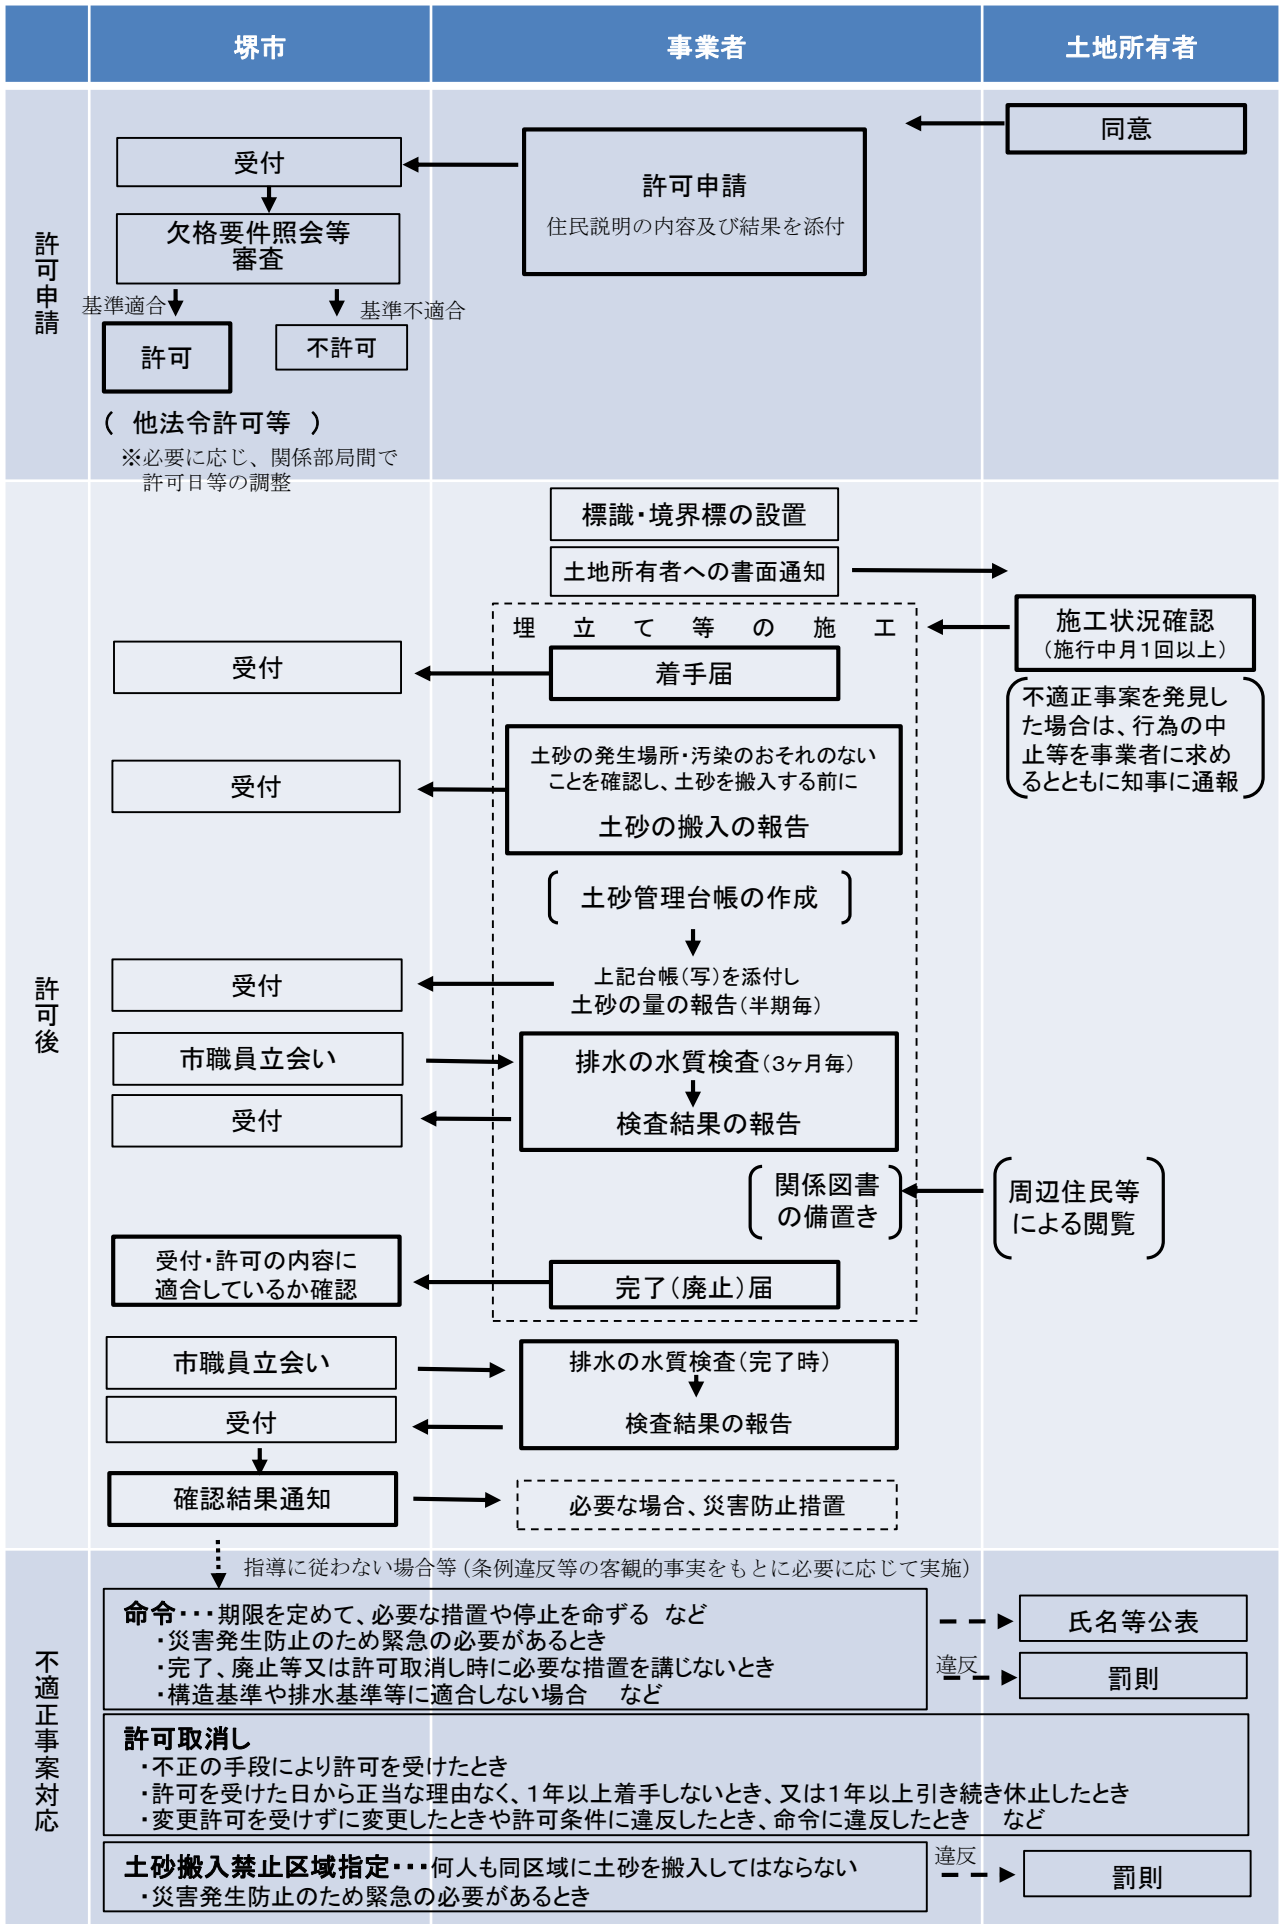 堺市
事業者
土地所有者
許可申請
同意
受付
許可申請
住民説明の内容及び結果を添付
欠格要件照会等
審査
基準適合
基準不適合
許可
不許可
( 他法令許可等 )
※必要に応じ、関係部局間で
許可日等の調整
許可後
標識・境界標の設置
土地所有者への書面通知
埋立て等の施工
施工状況確認
(施行中月1回以上)
受付
着手届
不適正事案を発見し
た場合は、行為の中
止等を事業者に求め
るとともに知事に通報
土砂の発生場所・汚染のおそれのない
ことを確認し、土砂を搬入する前に
土砂の搬入の報告
受付
土砂管理台帳の作成
上記台帳(写)を添付し
土砂の量の報告(半期毎)
受付
市職員立会い
排水の水質検査(3ヶ月毎)
受付
検査結果の報告
関係図書
の備置き
周辺住民等
による閲覧
受付・許可の内容に
適合しているか確認
完了(廃止)届
市職員立会い
排水の水質検査(完了時)
受付
検査結果の報告
確認結果通知
必要な場合、災害防止措置
不適正事案対応
指導に従わない場合等(条例違反等の客観的事実をもとに必要に応じて実施)
命令・・・期限を定めて、必要な措置や停止を命ずる など
・災害発生防止のため緊急の必要があるとき
・完了、廃止等又は許可取消し時に必要な措置を講じないとき
・構造基準や排水基準等に適合しない場合 など
氏名等公表
違反
罰則
許可取消し
・不正の手段により許可を受けたとき
・許可を受けた日から正当な理由なく、1年以上着手しないとき、又は1年以上引き続き休止したとき
・変更許可を受けずに変更したときや許可条件に違反したとき、命令に違反したとき など
土砂搬入禁止区域指定・・・何人も同区域に土砂を搬入してはならない
・災害発生防止のため緊急の必要があるとき
違反
罰則